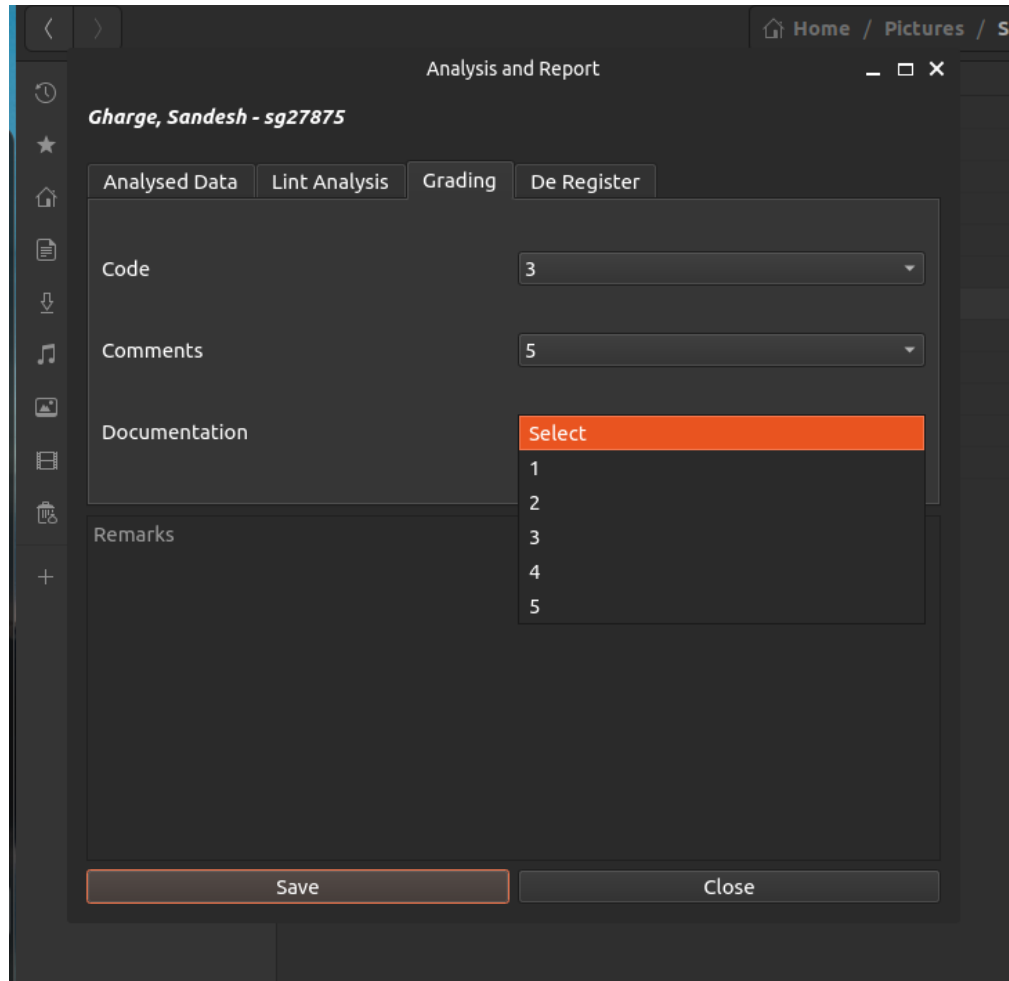 Home / Pictures / S
Analysis and Report
Gharge, Sandesh - sg27875
Analysed Data Lint Analysis Grading De Register
Code 3
Comments 5
Documentation Select
1
2
Remarks
3
4
5
Save Close